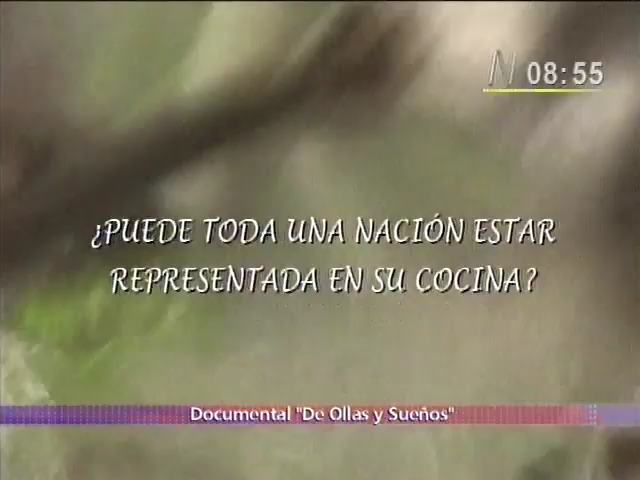 N 08:55
¿PUEDE TODA UNA NACIÓN ESTAR
REPRESENTADA EN SU COCINA?
Documental "De Ollas y Sueños"